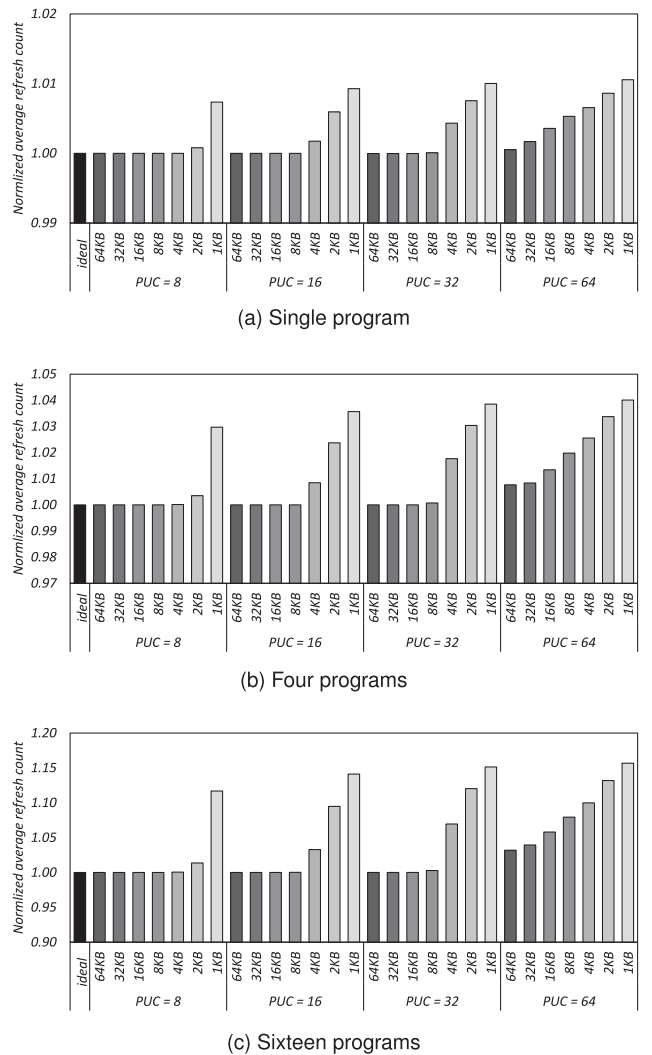 Normlized average refresh count
1.02
1.01
1.00
0.99
ideal 64KB 32KB 16KB 8KB 4KB 2KB 1KB 64KB 32KB 16KB 8KB 4KB 2KB 1KB 64KB 32KB 16KB 8KB 4KB 2KB 1KB 64KB 32KB 16KB 8KB 4KB 2KB 1KB
PUC = 8 PUC = 16 PUC = 32 PUC = 64
(a) Single program
Normlized average refresh count
1.05
1.04
1.03
1.02
1.01
1.00
0.99
0.98
0.97
ideal 64KB 32KB 16KB 8KB 4KB 2KB 1KB 64KB 32KB 16KB 8KB 4KB 2KB 1KB 64KB 32KB 16KB 8KB 4KB 2KB 1KB 64KB 32KB 16KB 8KB 4KB 2KB 1KB
PUC = 8 PUC = 16 PUC = 32 PUC = 64
(b) Four programs
Normlized average refresh count
1.20
1.15
1.10
1.05
1.00
0.95
0.90
ideal 64KB 32KB 16KB 8KB 4KB 2KB 1KB 64KB 32KB 16KB 8KB 4KB 2KB 1KB 64KB 32KB 16KB 8KB 4KB 2KB 1KB 64KB 32KB 16KB 8KB 4KB 2KB 1KB
PUC = 8 PUC = 16 PUC = 32 PUC = 64
(c) Sixteen programs